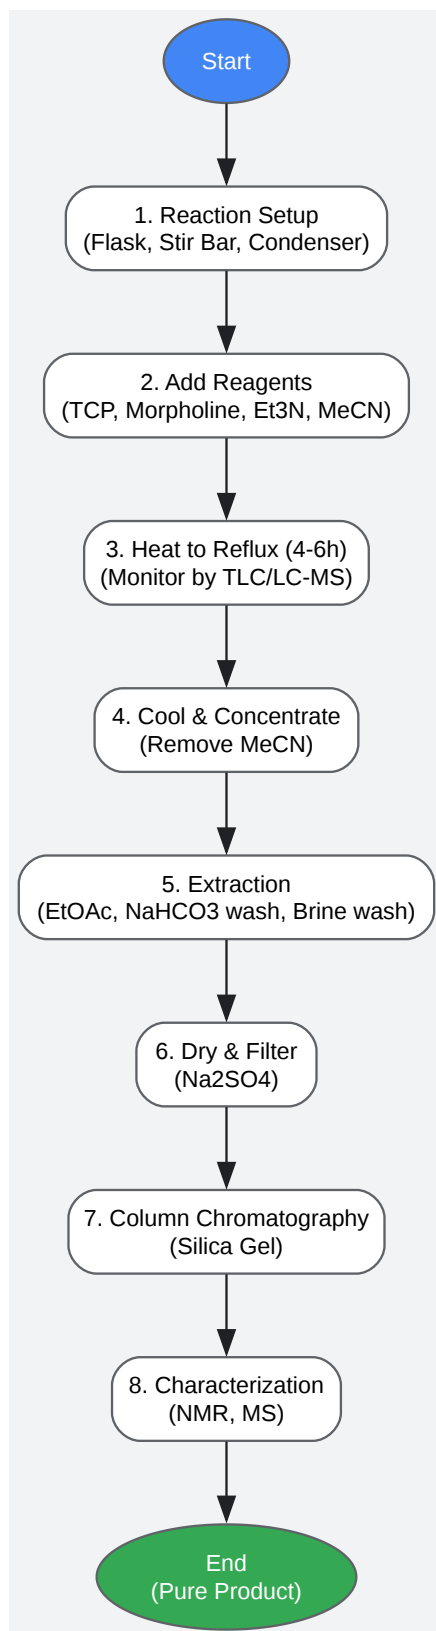 Start
1. Reaction Setup
(Flask, Stir Bar, Condenser)
2. Add Reagents
(TCP, Morpholine, Et3N, MeCN)
3. Heat to Reflux (4-6h)
(Monitor by TLC/LC-MS)
4. Cool & Concentrate
(Remove MeCN)
5. Extraction
(EtOAc, NaHCO3 wash, Brine wash)
6. Dry & Filter
(Na2SO4)
7. Column Chromatography
(Silica Gel)
8. Characterization
(NMR, MS)
End
(Pure Product)